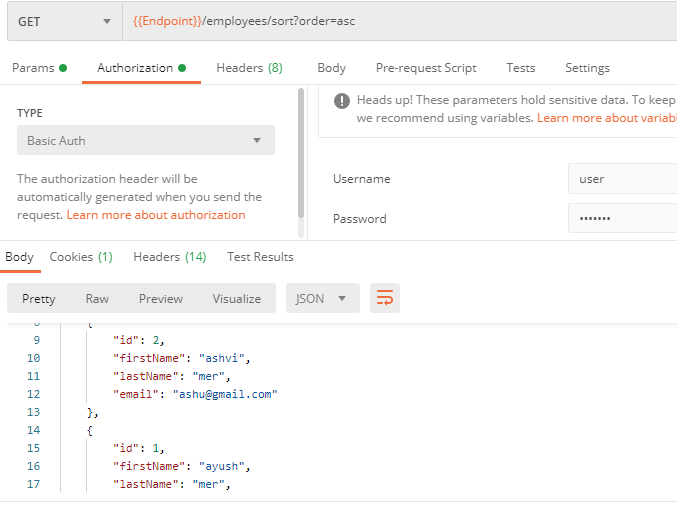 GET {{Endpoint}}/employees/sort?order=asc
Params Authorization Headers (8) Body Pre-request Script Tests Settings
TYPE
Basic Auth
The authorization header will be
automatically generated when you send the
request. Learn more about authorization
Heads up! These parameters hold sensitive data. To keep
we recommend using variables. Learn more about
Username user
Password •••••••
Body Cookies (1) Headers (14) Test Results
Pretty Raw Preview Visualize JSON
8 {
9 "id": 2,
10 "firstName": "ashvi",
11 "lastName": "mer",
12 "email": "ashu@gmail.com"
13 },
14 {
15 "id": 1,
16 "firstName": "ayush",
17 "lastName": "mer",